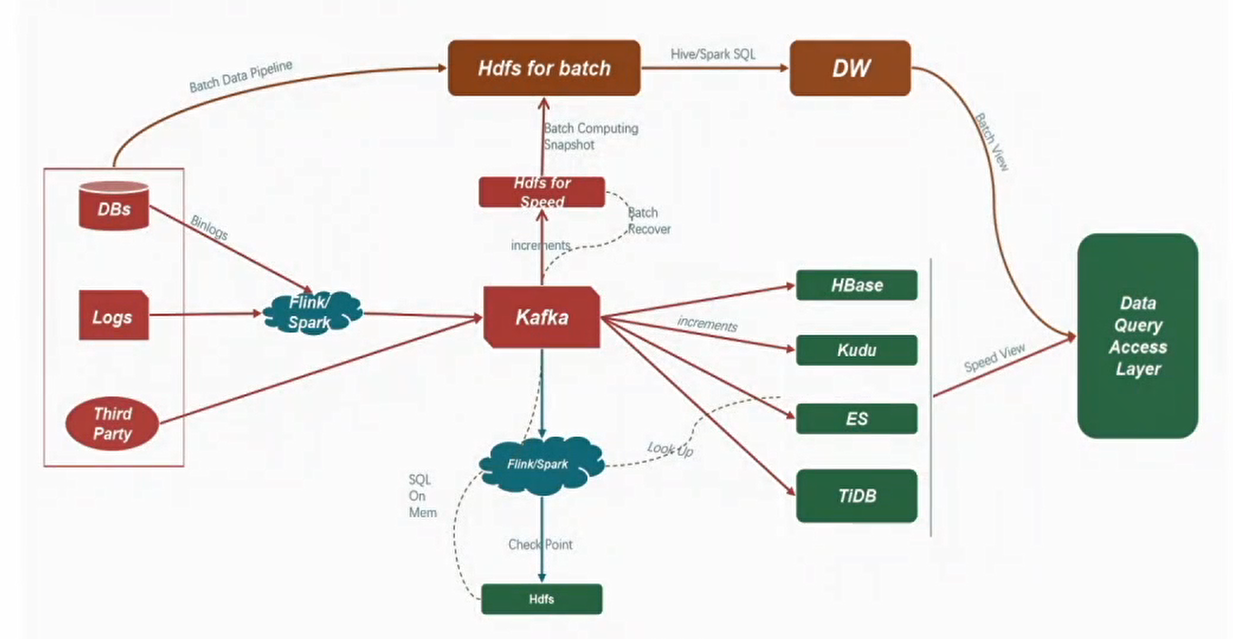 Batch Data Pipeline
Hdfs for batch
Hive/Spark SQL
DW
Batch Computing
Snapshot
Batch View
Hdfs for
Speed
Batch
Recover
increments
DBs
Binlogs
Logs
Flink/
Spark
Third
Party
Kafka
increments
HBase
Kudu
ES
TiDB
Speed View
Data
Query
Access
Layer
Look Up
Flink/Spark
SQL
On
Mem
Check Point
Hdfs